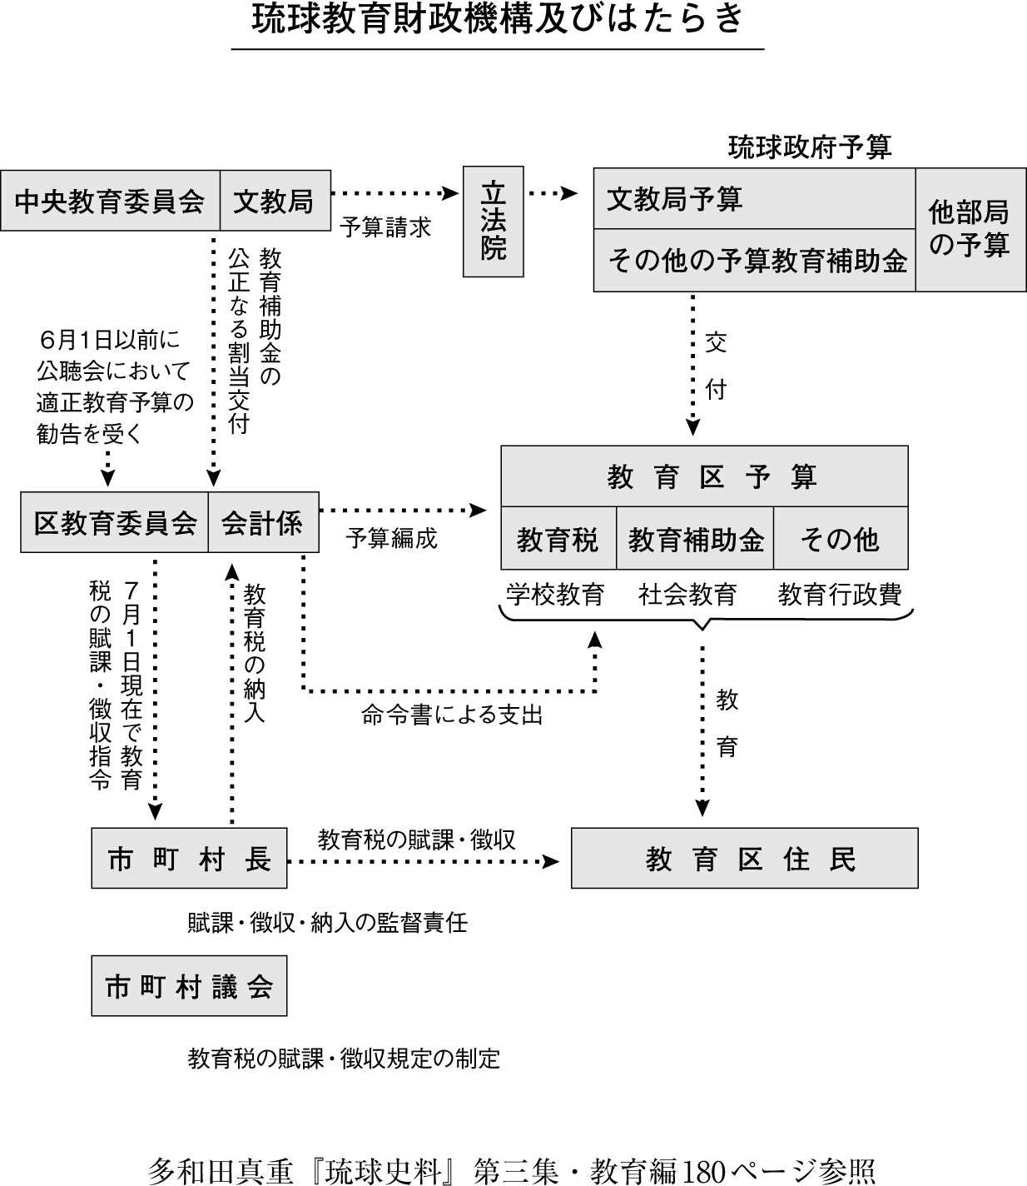 琉球教育財政機構及びはたらき
琉球政府予算
中央教育委員会
文教局
予算請求
立法院
文教局予算
その他の予算教育補助金
他部局
の予算
教育補助金の
公正なる割当交付
6月1日以前に
公聴会において
適正教育予算の
勧告を受く
交付
区教育委員会
会計係
予算編成
教育区予算
教育税
教育補助金
その他
学校教育
社会教育
教育行政費
7月1日現在で教育
税の賦課・徴収指令
教育税の納入
命令書による支出
教育
市町村長
教育税の賦課・徴収
教育区住民
賦課・徴収・納入の監督責任
市町村議会
教育税の賦課・徴収規定の制定
多和田真重『琉球史料』第三集・教育編180ページ参照